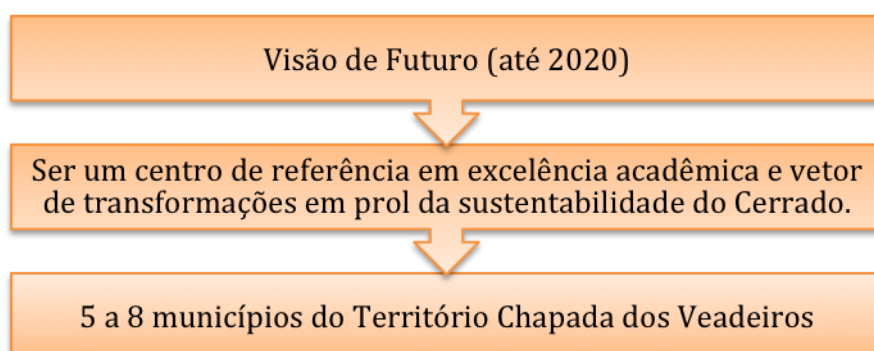 Visão de Futuro (até 2020)
Ser um centro de referência em excelência acadêmica e vetor
de transformações em prol da sustentabilidade do Cerrado.
5 a 8 municípios do Território Chapada dos Veadeiros